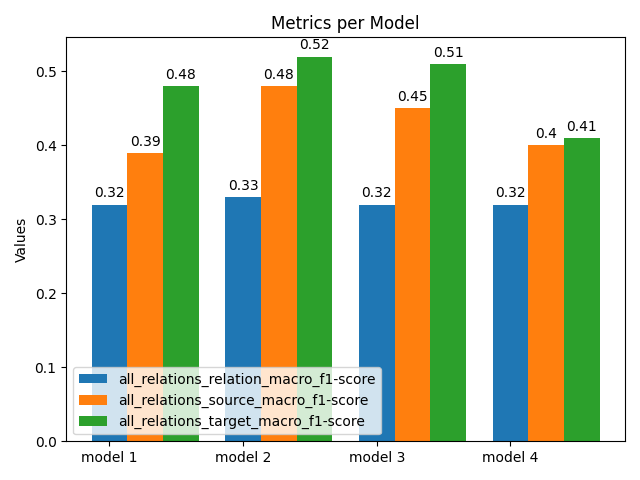 Metrics per Model
Values
0.5
0.4
0.3
0.2
0.1
0.0
0.32
0.39
0.48
0.33
0.48
0.52
0.32
0.45
0.51
0.32
0.4
0.41
all_relations_relation_macro_f1-score
all_relations_source_macro_f1-score
all_relations_target_macro_f1-score
model 1
model 2
model 3
model 4